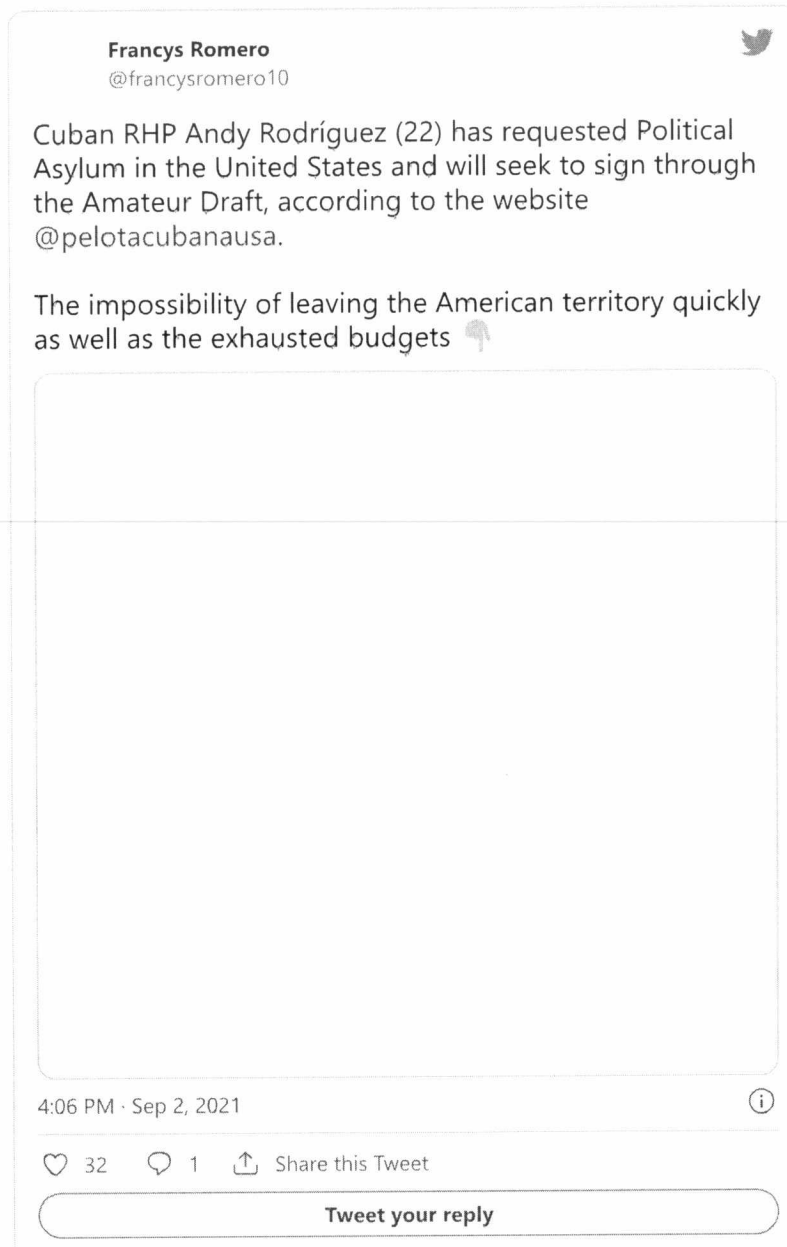 Francys Romero
@francysromero10
Cuban RHP Andy Rodríguez (22) has requested Political
Asylum in the United States and will seek to sign through
the Amateur Draft, according to the website
@pelotacubanausa.
The impossibility of leaving the American territory quickly
as well as the exhausted budgets 👇
4:06 PM · Sep 2, 2021
32 1 Share this Tweet
Tweet your reply